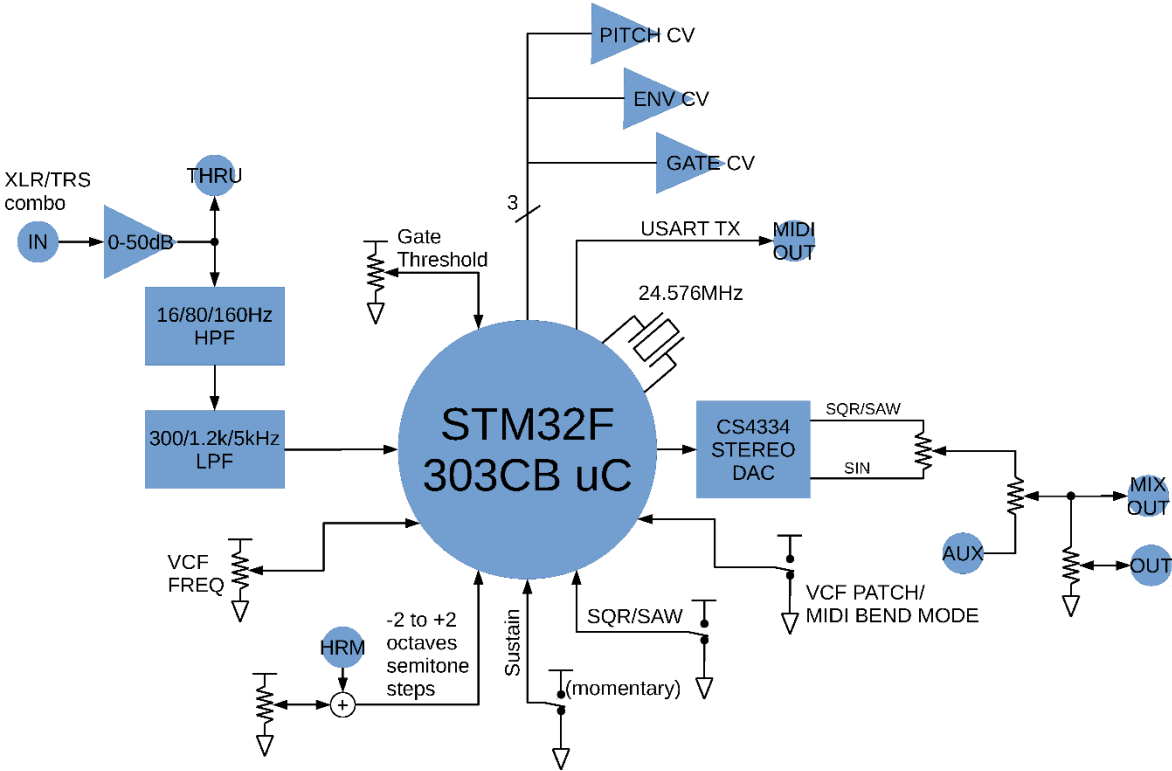 PITCH CV
ENV CV
GATE CV
3
XLR/TRS
combo
THRU
IN
0-50dB
Gate
Threshold
USART TX
MIDI
OUT
24.576MHz
16/80/160Hz
HPF
300/1.2k/5kHz
LPF
STM32F
303CB uC
CS4334
STEREO
DAC
SQR/SAW
SIN
MIX
OUT
AUX
OUT
VCF
FREQ
VCF PATCH/
MIDI BEND MODE
HRM
+
-2 to +2
octaves
semitone
steps
Sustain
(momentary)
SQR/SAW